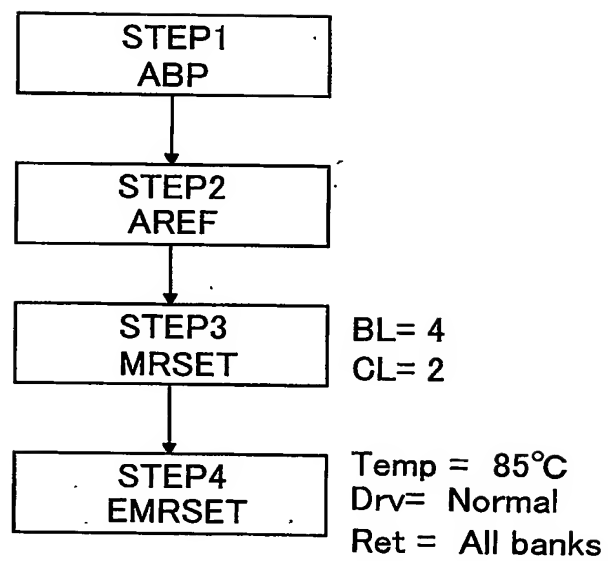 STEP1
ABP
STEP2
AREF
STEP3
MRSET
BL= 4
CL= 2
STEP4
EMRSET
Temp = 85°C
Drv= Normal
Ret = All banks